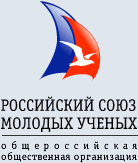 РОССИЙСКИЙ СОЮЗ
МОЛОДЫХ УЧЕНЫХ
общероссийская
общественная организация